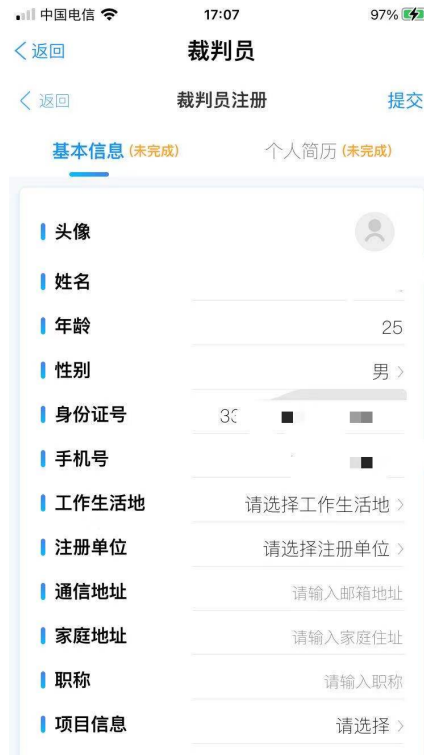 中国电信 17:07 97%
返回 裁判员
返回 裁判员注册 提交
基本信息 (未完成) 个人简历 (未完成)
头像
姓名
年龄 25
性别 男
身份证号 33
手机号
工作生活地 请选择工作生活地
注册单位 请选择注册单位
通信地址 请输入邮箱地址
家庭地址 请输入家庭住址
职称 请输入职称
项目信息 请选择